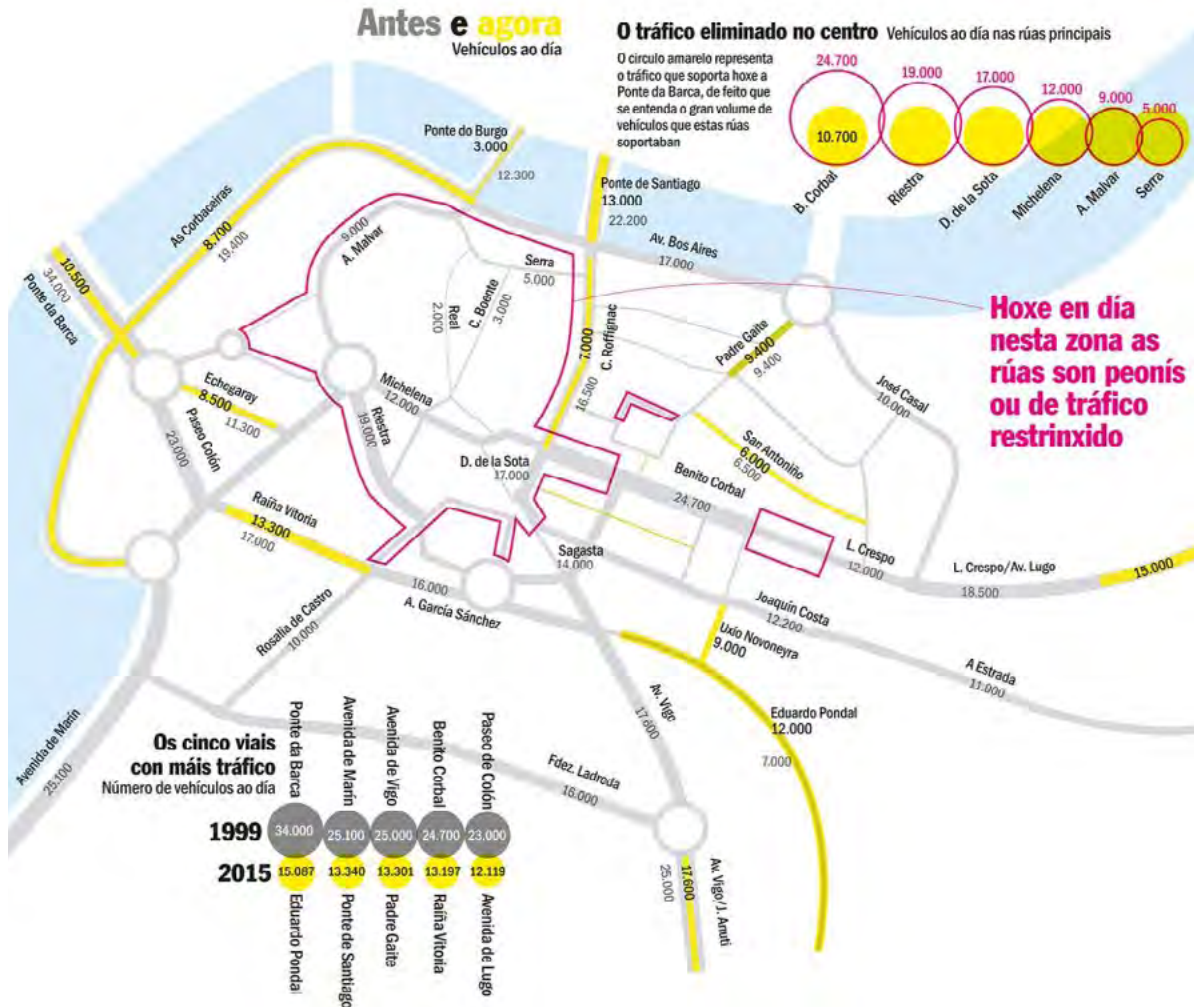 Antes e agora
Vehículos ao día
O tráfico eliminado no centro Vehículos ao día nas rúas principais
O circulo amarelo representa
o tráfico que soporta hoxe a
Ponte da Barca, de feito que
se entenda o gran volume de
vehículos que estas rúas
soportaban
24.700
19.000
17.000
12.000
9.000
5.000
10.700
B. Corbal
Riestra
D. de la Sota
Michelena
A. Malvar
Serra
Ponte do Burgo
3.000
12.300
Ponte de Santiago
13.000
22.200
As Corbaceiras
8.700
19.400
10.500
34.000
Ponte da Barca
9.000
A. Malvar
Serra
5.000
Av. Bos Aires
17.000
Real
2.000
C. Boente
3.000
7.000
C. Roffignac
16.500
Padre Gaite
9.400
9.400
José Casal
10.000
Hoxe en día
nesta zona as
rúas son peonís
ou de tráfico
restrinxido
Echegaray
8.500
11.300
Paseo Colón
23.000
Michelena
12.000
Riestra
19.000
D. de la Sota
17.000
San Antoniño
6.000
6.500
Benito Corbal
24.700
Raíña Vitoria
13.300
17.000
Sagasta
14.000
L. Crespo
12.000
L. Crespo/Av. Lugo
18.500
15.000
16.000
A. García Sánchez
Rosalía de Castro
10.000
Joaquín Costa
12.200
Uxío Novoneyra
9.000
A Estrada
11.000
Av. Vigo
17.600
Eduardo Pondal
12.000
7.000
Avenida de Marín
25.100
Fdez. Ladroda
16.000
Av. Vigo/J. Anuti
17.600
25.000
Os cinco viais
con máis tráfico
Número de vehículos ao día
Ponte da Barca
Avenida de Marín
Avenida de Vigo
Benito Corbal
Paseo de Colón
1999
34.000
25.100
25.000
24.700
23.000
2015
15.087
13.340
13.301
13.197
12.119
Eduardo Pondal
Ponte de Santiago
Padre Gaite
Raíña Vitoria
Avenida de Lugo